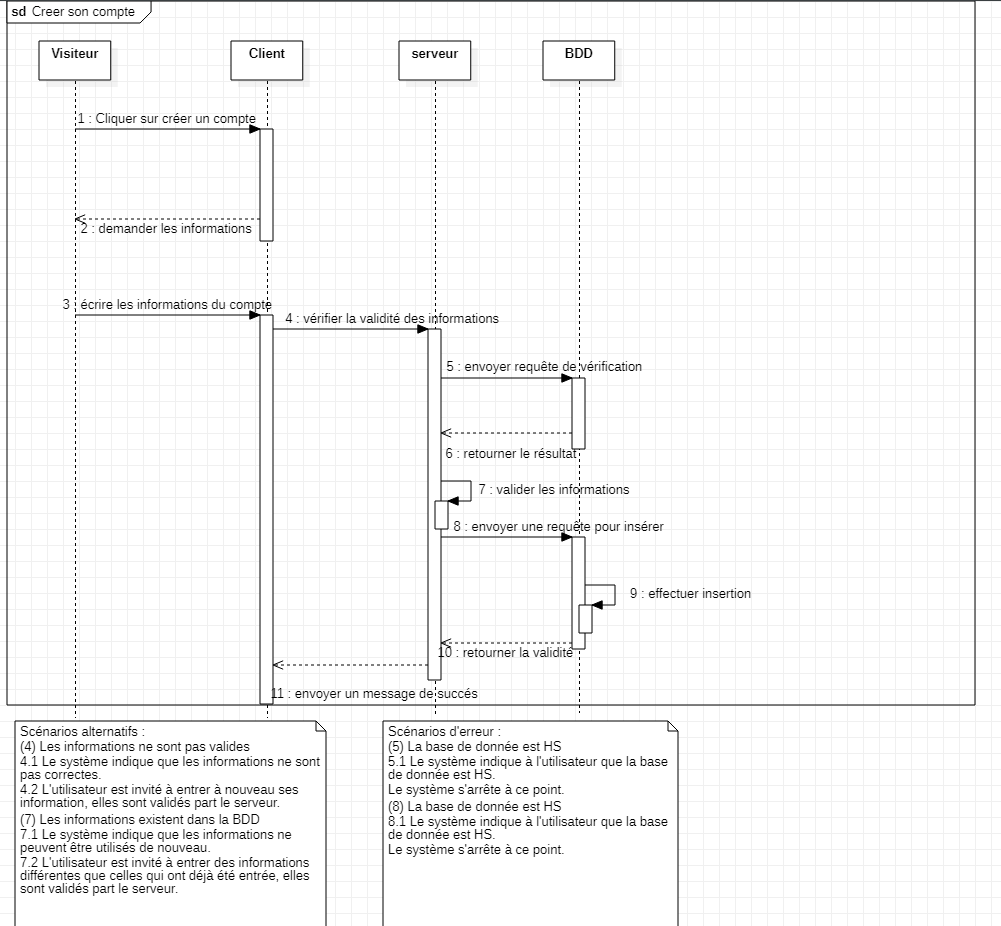 sd Creer son compte
Visiteur
Client
serveur
BDD
1 : Cliquer sur créer un compte
2 : demander les informations
3 : écrire les informations du compte
4 : vérifier la validité des informations
5 : envoyer requête de vérification
6 : retourner le résultat
7 : valider les informations
8 : envoyer une requête pour insérer
9 : effectuer insertion
10 : retourner la validité
11 : envoyer un message de succés
Scénarios alternatifs :
(4) Les informations ne sont pas valides
4.1 Le système indique que les informations ne sont
pas correctes.
4.2 L'utilisateur est invité à entrer à nouveau ses
information, elles sont validés part le serveur.
(7) Les informations existent dans la BDD
7.1 Le système indique que les informations ne
peuvent être utilisés de nouveau.
7.2 L'utilisateur est invité à entrer des informations
différentes que celles qui ont déjà été entrée, elles
sont validés part le serveur.
Scénarios d'erreur :
(5) La base de donnée est HS
5.1 Le système indique à l'utilisateur que la base
de donnée est HS.
Le système s'arrête à ce point.
(8) La base de donnée est HS
8.1 Le système indique à l'utilisateur que la base
de donnée est HS.
Le système s'arrête à ce point.